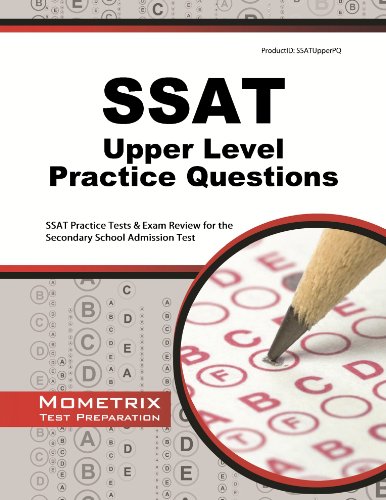 ProductID: SSATUpperPQ
SSAT
Upper Level
Practice Questions
SSAT Practice Tests & Exam Review for the
Secondary School Admission Test
MOMETRIX
TEST PREPARATION